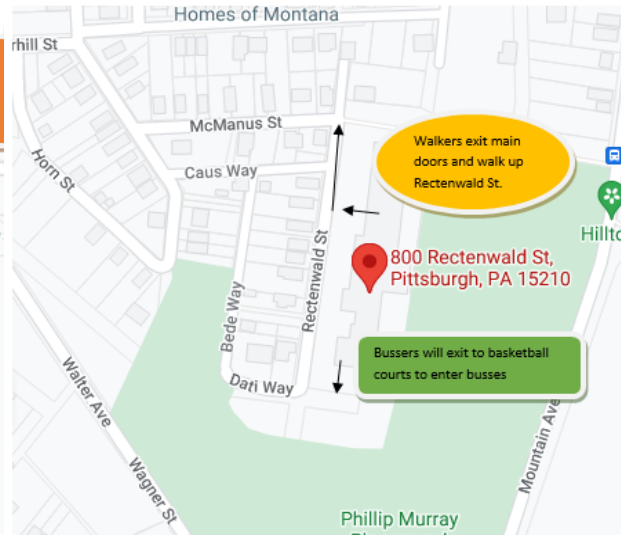 Homes of Montana
rhill St
McManus St
Walkers exit main
doors and walk up
Rectenwald St.
Horn St
Caus Way
Hillto
800 Rectenwald St,
Pittsburgh, PA 15210
Rectenwald St
Bede Way
Bussers will exit to basketball
courts to enter busses
Dati Way
Walter Ave
Mountain Ave
Wagner St
Phillip Murray